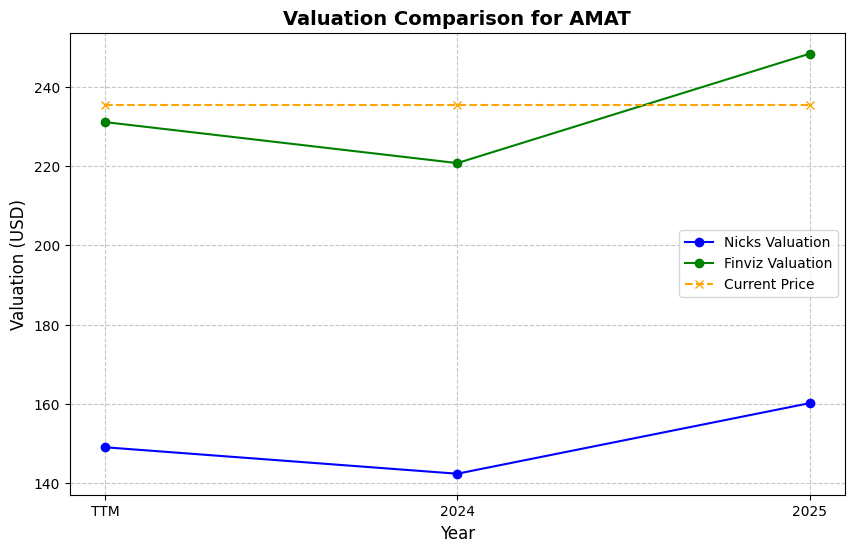 Valuation Comparison for AMAT
Valuation (USD)
240
220
200
180
160
140
Nicks Valuation
Finviz Valuation
Current Price
TTM
2024
2025
Year